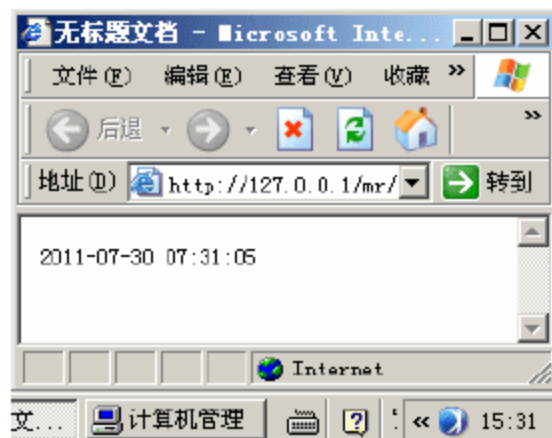 无标题文档 - Microsoft Inte...
文件(F) 编辑(E) 查看(V) 收藏 »
后退 »
地址(D) http://127.0.0.1/mr/ 转到
2011-07-30 07:31:05
Internet
文... 计算机管理 « 15:31